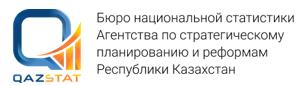 QAZSTAT
Бюро национальной статистики
Агентства по стратегическому
планированию и реформам
Республики Казахстан